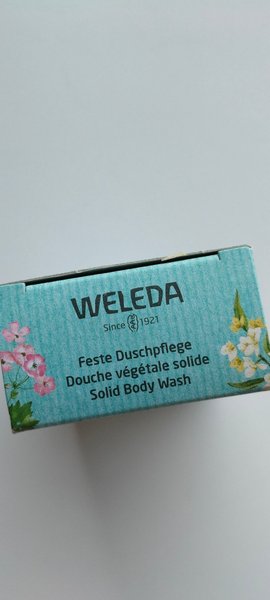 WELEDA
Since 1921
Feste Duschpflege
Douche végétale solide
Solid Body Wash